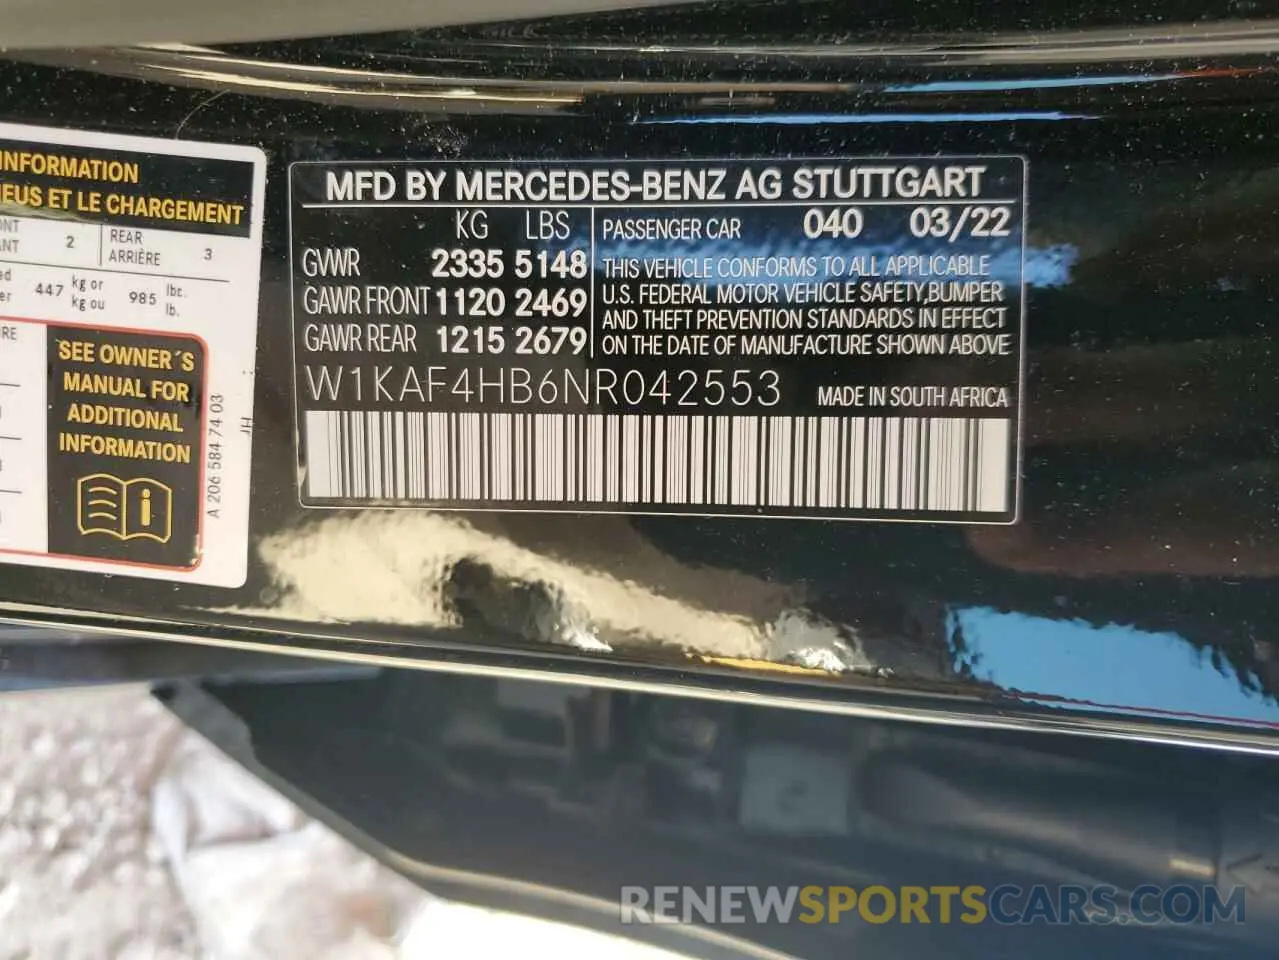 INFORMATION
NEUS ET LE CHARGEMENT
2
REAR
ARRIÈRE
3
447 kg or
kg ou
985 lbc.
lb.
SEE OWNER´S
MANUAL FOR
ADDITIONAL
INFORMATION
A 206 584 74 03
MFD BY MERCEDES-BENZ AG STUTTGART
KG LBS
GVWR 2335 5148
GAWR FRONT 1120 2469
GAWR REAR 1215 2679
PASSENGER CAR 040 03/22
THIS VEHICLE CONFORMS TO ALL APPLICABLE
U.S. FEDERAL MOTOR VEHICLE SAFETY,BUMPER
AND THEFT PREVENTION STANDARDS IN EFFECT
ON THE DATE OF MANUFACTURE SHOWN ABOVE
W1KAF4HB6NR042553
MADE IN SOUTH AFRICA
RENEWSPORTSCARS.COM